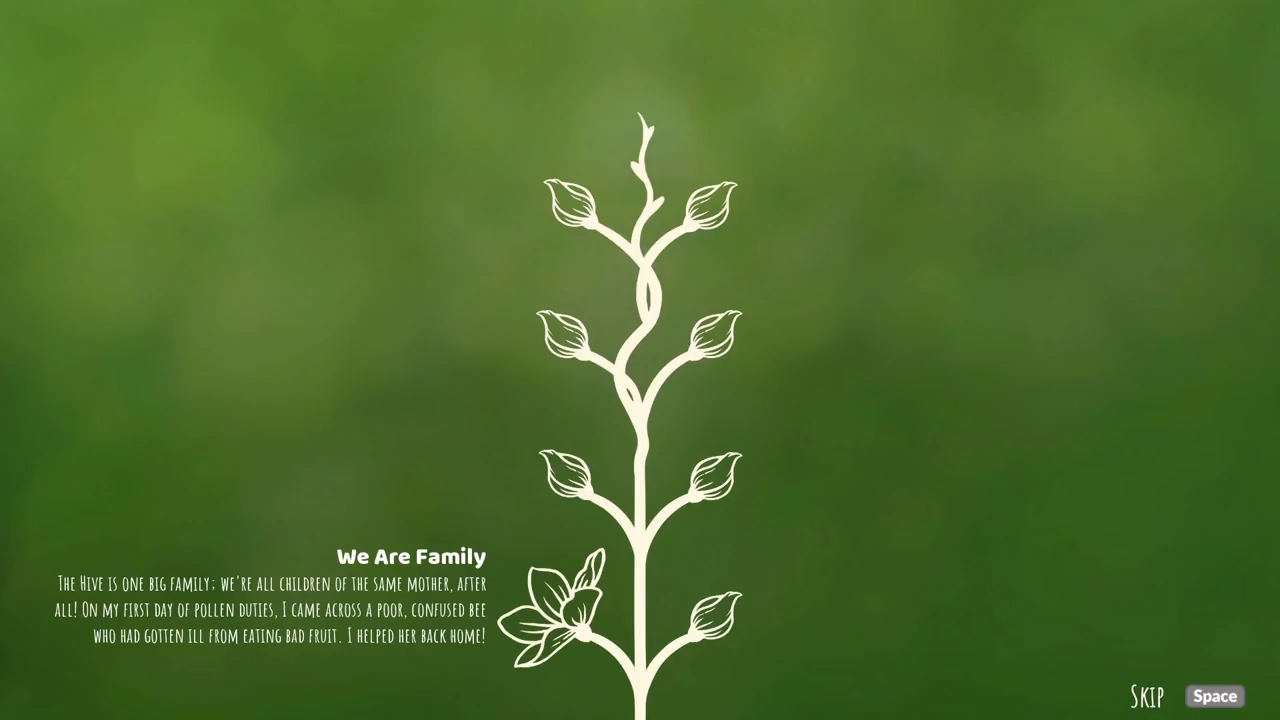 We Are Family
The Hive is one big family; we're all children of the same mother, after
all! On my first day of pollen duties, I came across a poor, confused bee
who had gotten ill from eating bad fruit. I helped her back home!
Skip Space